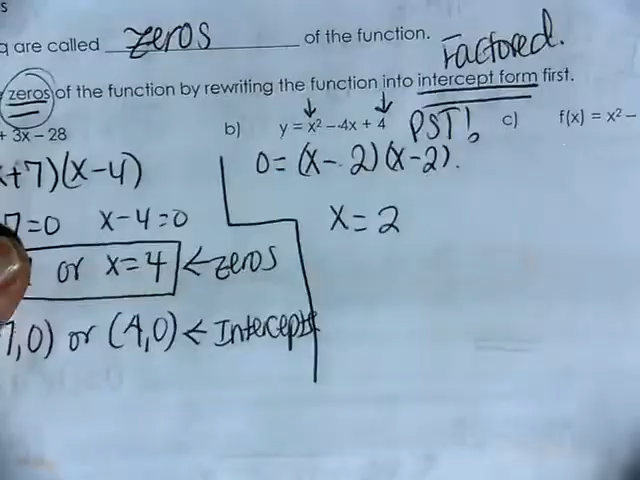 s
q are called zeros of the function. Factored.
zeros of the function by rewriting the function into intercept form first.
+ 3x – 28
+7)(x-4)
7=0 x-4=0
or x=4 ← zeros
7,0) or (4,0) ← Intercepts
b) y = x² – 4x + 4 PST!
0= (x-2)(x-2).
x=2
c) f(x) = x² –